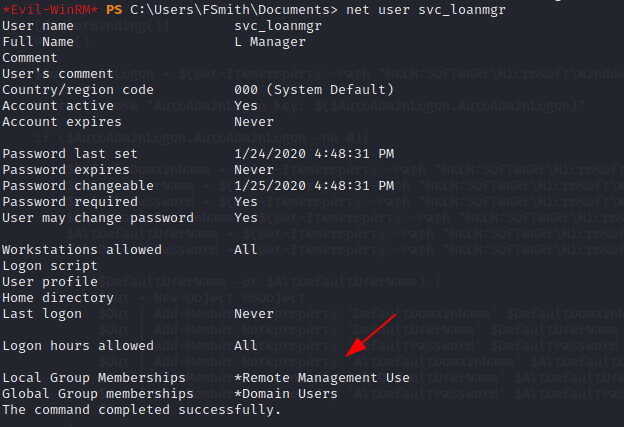 *Evil-WinRM* PS C:\Users\FSmith\Documents> net user svc_loanmgr
User name svc_loanmgr
Full Name L Manager
Comment
User's comment
Country/region code 000 (System Default)
Account active Yes
Account expires Never
Password last set 1/24/2020 4:48:31 PM
Password expires Never
Password changeable 1/25/2020 4:48:31 PM
Password required Yes
User may change password Yes
Workstations allowed All
Logon script
User profile
Home directory
Last logon Never
Logon hours allowed All
Local Group Memberships *Remote Management Use
Global Group memberships *Domain Users
The command completed successfully.